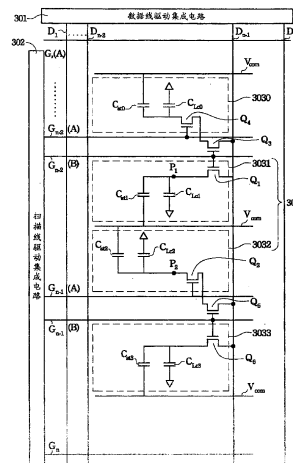 301
数据线驱动集成电路
302
D₁
Dₙ₋₂
Dₙ₋₁
D
G₁(A)
Vcom
Cst0
CLc0
3030
Q₄
Gₙ₋₂ (A)
Q₃
Gₙ₋₂ (B)
3031
P₁
Q₁
Cst1
CLc1
30
Vcom
扫描线驱动集成电路
Cst2
CLc2
3032
P₂
Q₂
Gₙ₋₁ (A)
Q₅
Gₙ₋₁ (B)
3033
Cst3
CLc3
Q₆
Vcom
Gₙ